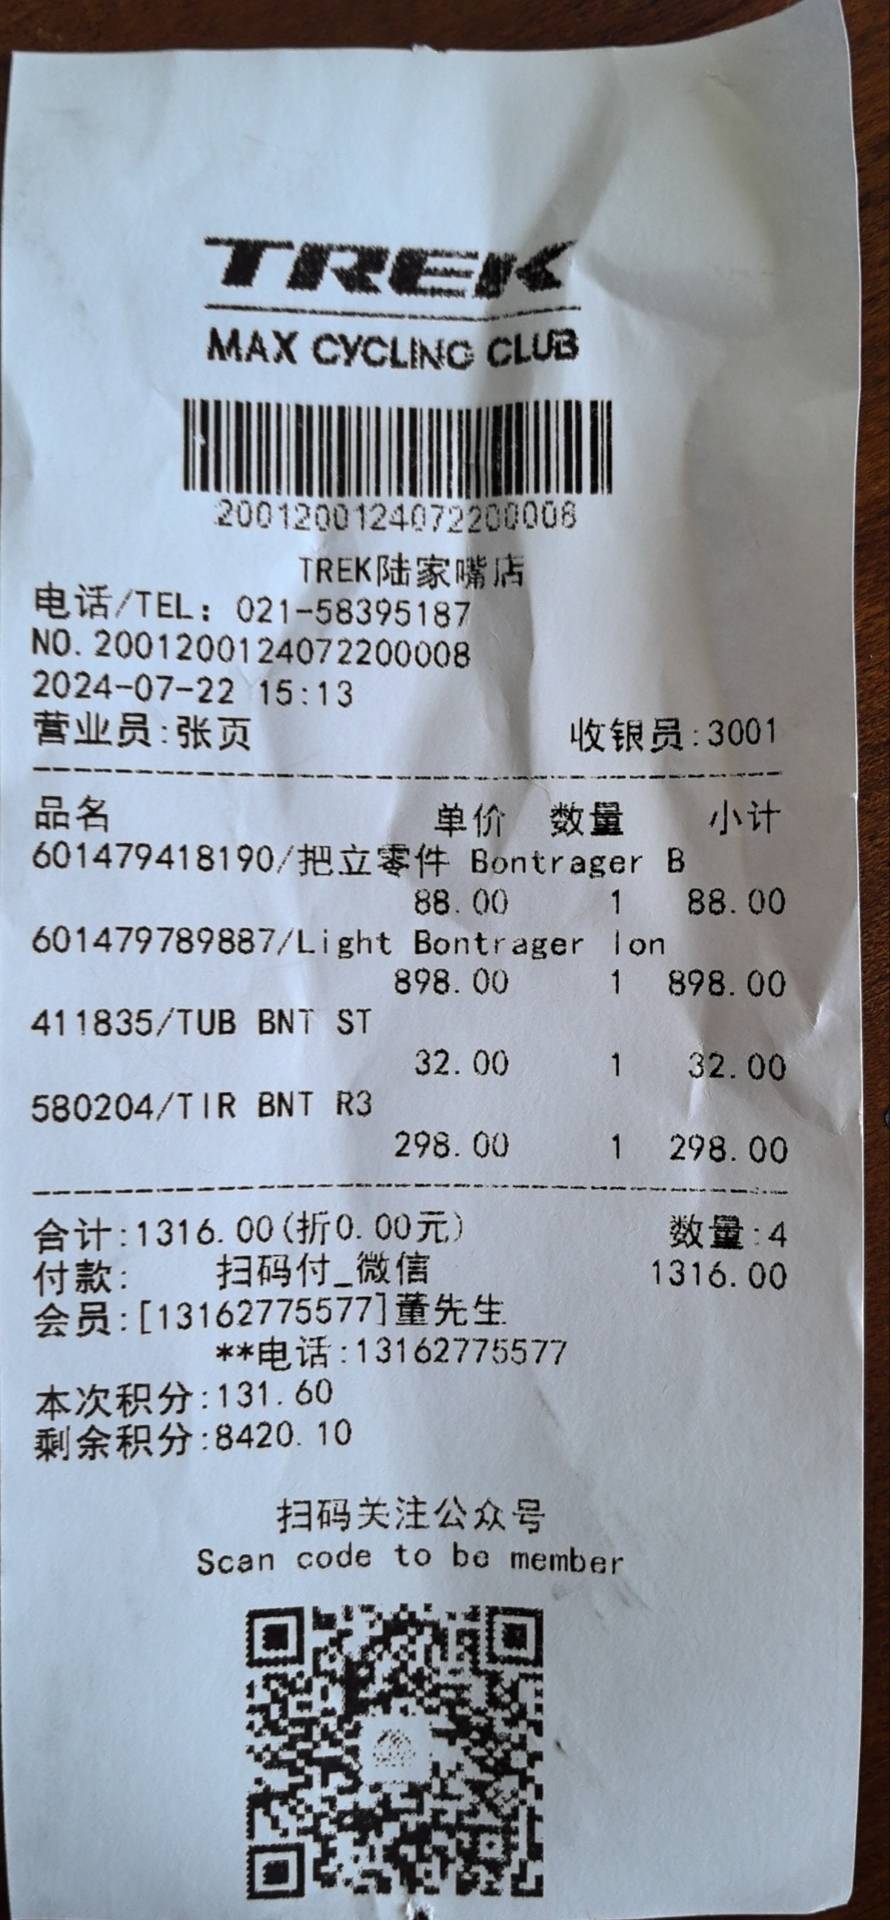 TREK
MAX CYCLING CLUB
2001200124072200008
TREK陆家嘴店
电话/TEL: 021-58395187
NO.2001200124072200008
2024-07-22 15:13
营业员:张页 收银员:3001
品名 单价 数量 小计
601479418190/把立零件 Bontrager B
88.00 1 88.00
601479789887/Light Bontrager Ion
898.00 1 898.00
411835/TUB BNT ST
32.00 1 32.00
580204/TIR BNT R3
298.00 1 298.00
合计:1316.00(折0.00元) 数量:4
付款: 扫码付_微信 1316.00
会员:[13162775577]董先生
**电话:13162775577
本次积分:131.60
剩余积分:8420.10
扫码关注公众号
Scan code to be member